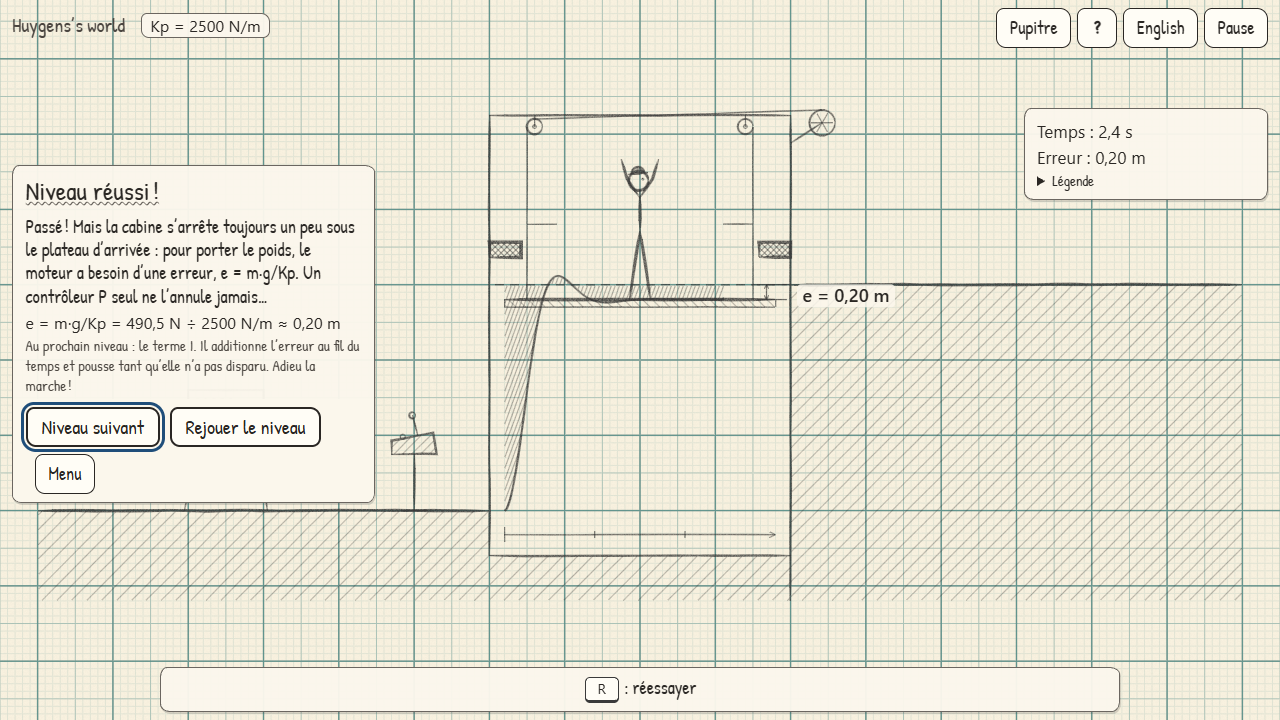 Huygens's world
Kp = 2500 N/m
Pupitre
?
English
Pause
Temps : 2,4 s
Erreur : 0,20 m
Légende
Niveau réussi !
Passé ! Mais la cabine s'arrête toujours un peu sous
le plateau d'arrivée : pour porter le poids, le
moteur a besoin d'une erreur, e = m·g/Kp. Un
contrôleur P seul ne l'annule jamais…
e = m·g/Kp = 490,5 N ÷ 2500 N/m ≈ 0,20 m
Au prochain niveau : le terme I. Il additionne l'erreur au fil du
temps et pousse tant qu'elle n'a pas disparu. Adieu la
marche !
Niveau suivant
Rejouer le niveau
Menu
e = 0,20 m
R : réessayer